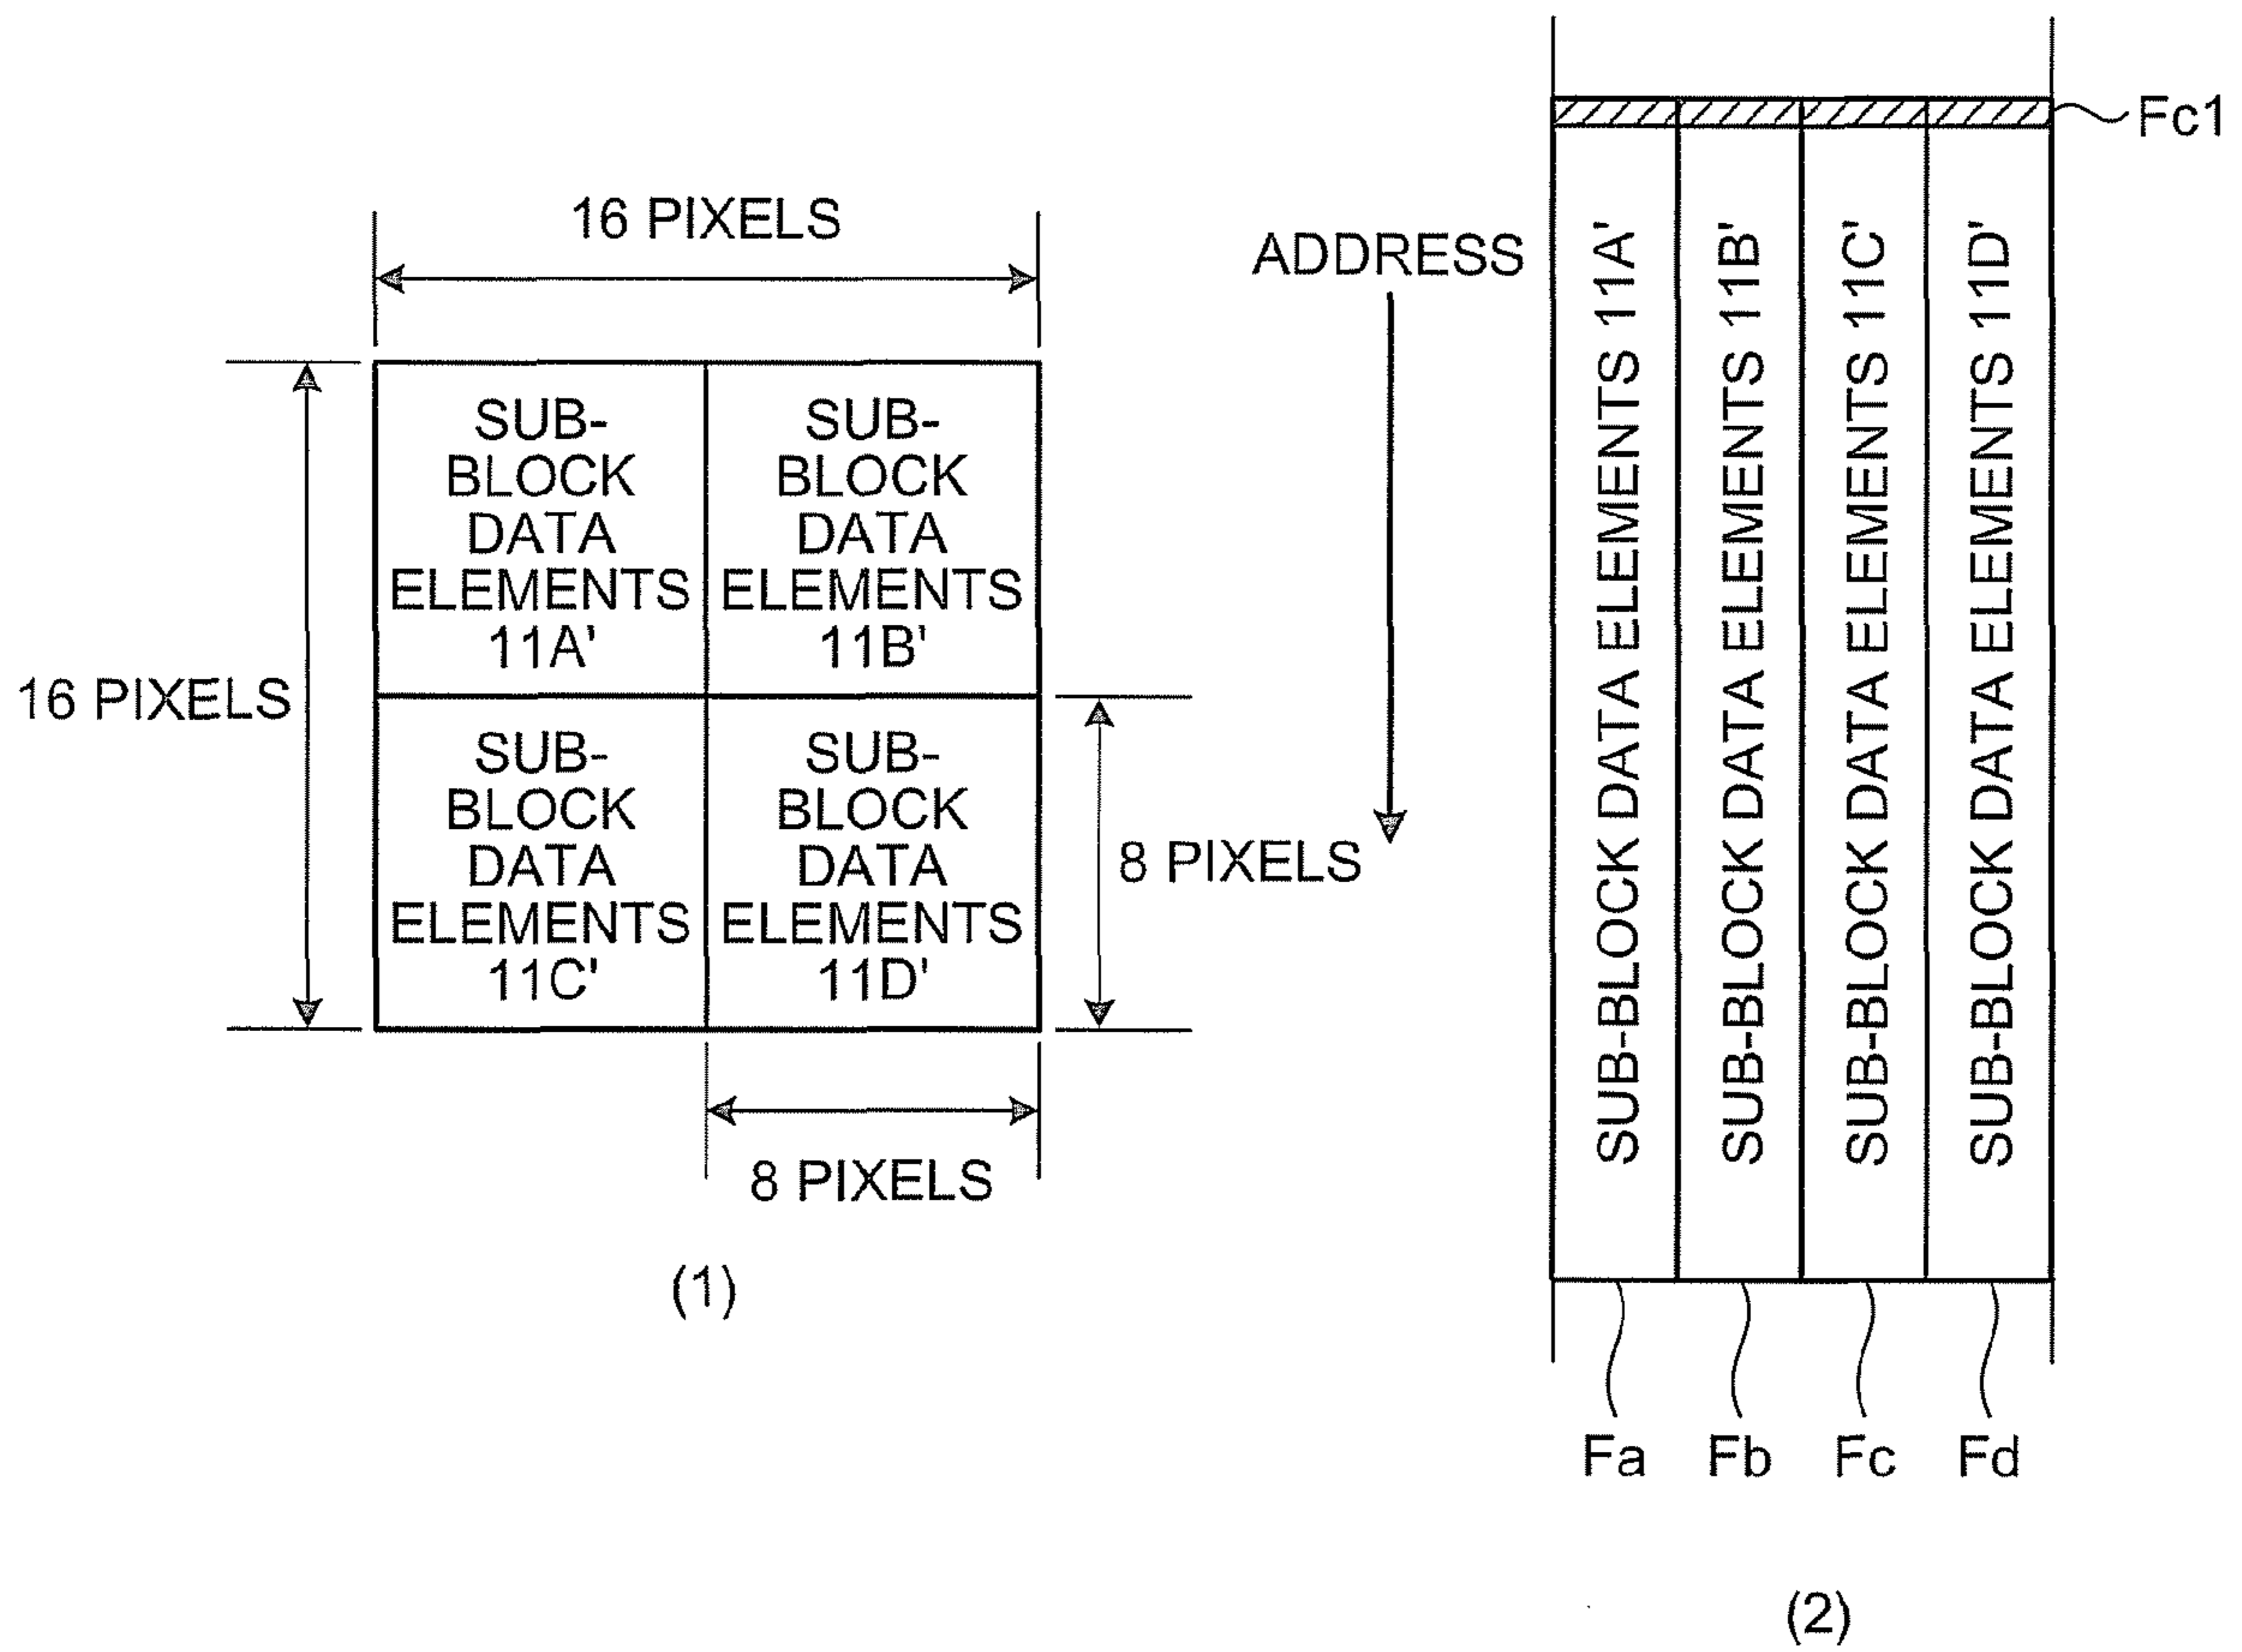 16 PIXELS
16 PIXELS
SUB-
BLOCK
DATA
ELEMENTS
11A'
SUB-
BLOCK
DATA
ELEMENTS
11B'
SUB-
BLOCK
DATA
ELEMENTS
11C'
SUB-
BLOCK
DATA
ELEMENTS
11D'
8 PIXELS
8 PIXELS
(1)
ADDRESS
Fc1
SUB-BLOCK DATA ELEMENTS 11A'
SUB-BLOCK DATA ELEMENTS 11B'
SUB-BLOCK DATA ELEMENTS 11C'
SUB-BLOCK DATA ELEMENTS 11D'
Fa
Fb
Fc
Fd
(2)